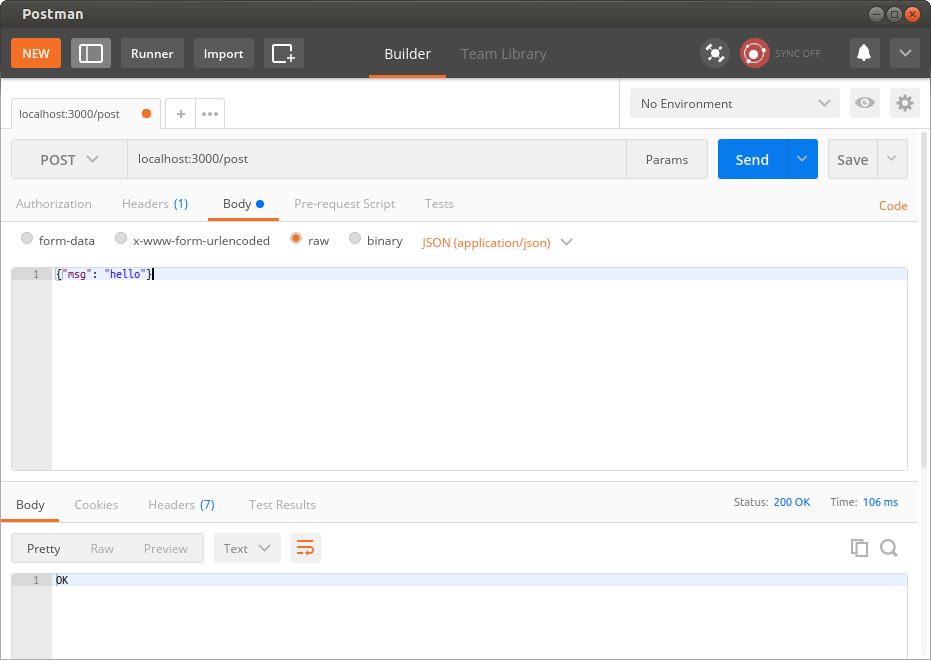 Postman
NEW Runner Import Builder Team Library SYNC OFF
localhost:3000/post + ••• No Environment
POST localhost:3000/post Params Send Save
Authorization Headers (1) Body Pre-request Script Tests Code
form-data x-www-form-urlencoded raw binary JSON (application/json)
1 {"msg": "hello"}
Body Cookies Headers (7) Test Results Status: 200 OK Time: 106 ms
Pretty Raw Preview Text
1 OK